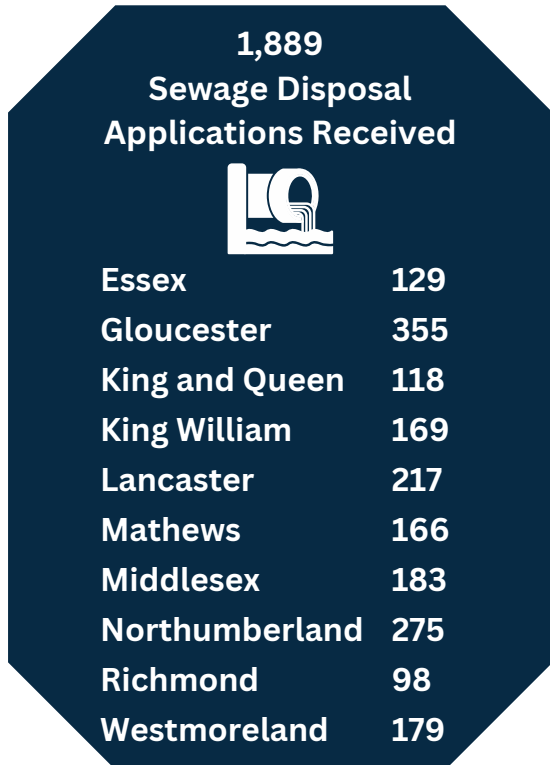 1,889
Sewage Disposal
Applications Received
Essex 129
Gloucester 355
King and Queen 118
King William 169
Lancaster 217
Mathews 166
Middlesex 183
Northumberland 275
Richmond 98
Westmoreland 179